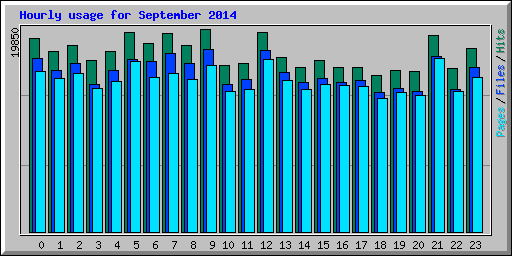 Hourly usage for September 2014
19850
Pages/Files/Hits
0 1 2 3 4 5 6 7 8 9 10 11 12 13 14 15 16 17 18 19 20 21 22 23